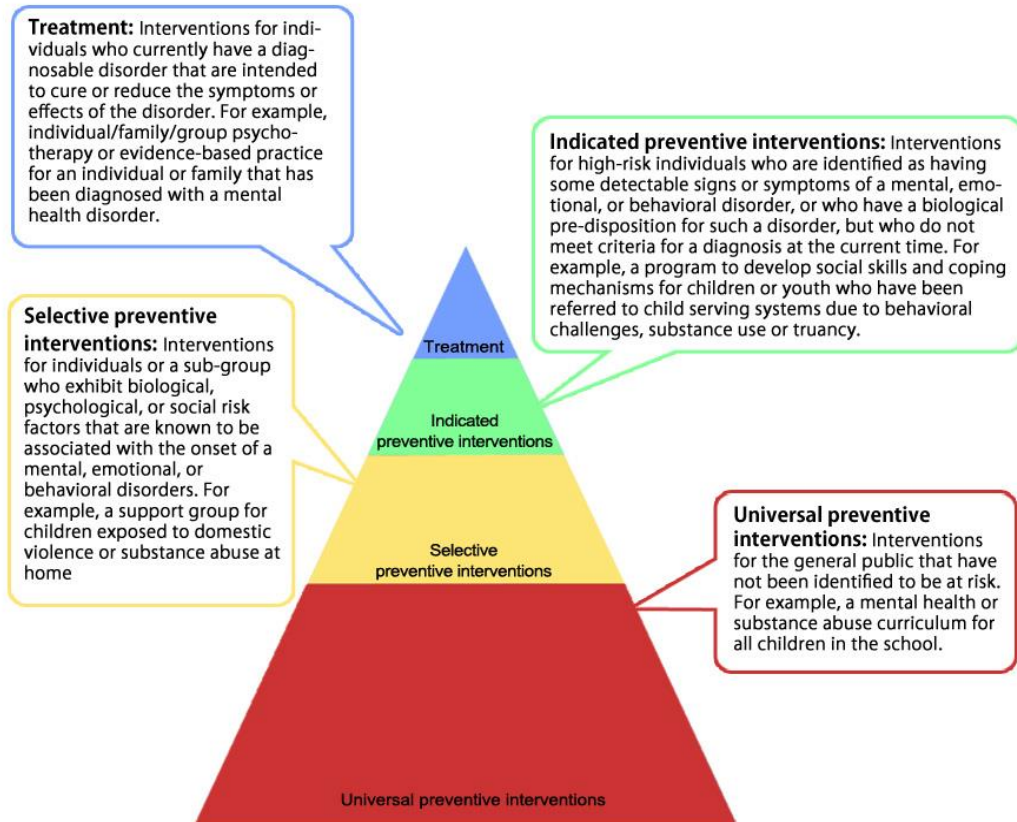 Treatment: Interventions for indi-
viduals who currently have a diag-
nosable disorder that are intended
to cure or reduce the symptoms or
effects of the disorder. For example,
individual/family/group psycho-
therapy or evidence-based practice
for an individual or family that has
been diagnosed with a mental
health disorder.
Indicated preventive interventions: Interventions
for high-risk individuals who are identified as having
some detectable signs or symptoms of a mental, emo-
tional, or behavioral disorder, or who have a biological
pre-disposition for such a disorder, but who do not
meet criteria for a diagnosis at the current time. For
example, a program to develop social skills and coping
mechanisms for children or youth who have been
referred to child serving systems due to behavioral
challenges, substance use or truancy.
Selective preventive
interventions: Interventions
for individuals or a sub-group
who exhibit biological,
psychological, or social risk
factors that are known to be
associated with the onset of a
mental, emotional, or
behavioral disorders. For
example, a support group for
children exposed to domestic
violence or substance abuse at
home
Universal preventive
interventions: Interventions
for the general public that have
not been identified to be at risk.
For example, a mental health or
substance abuse curriculum for
all children in the school.
Treatment
Indicated
preventive interventions
Selective
preventive interventions
Universal preventive interventions